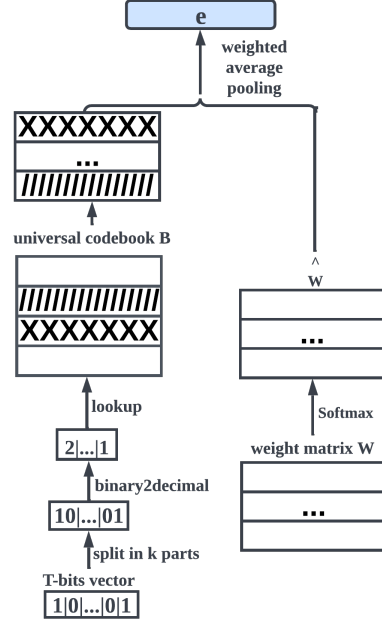 e
weighted
average
pooling
XXXXXXX
...
//////////////
universal codebook B
//////////////
XXXXXXX
^
W
...
lookup
Softmax
2|...|1
weight matrix W
binary2decimal
10|...|01
...
split in k parts
T-bits vector
1|0|...|0|1